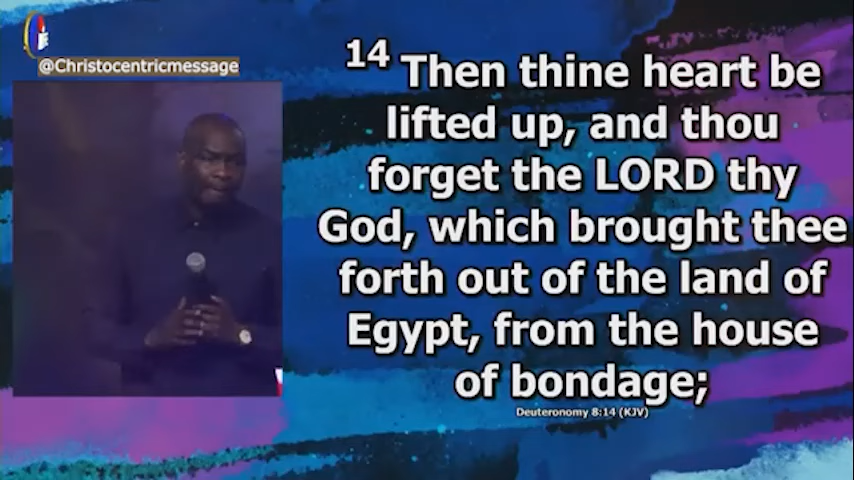 @Christocentricmessage
14 Then thine heart be
lifted up, and thou
forget the LORD thy
God, which brought thee
forth out of the land of
Egypt, from the house
of bondage;
Deuteronomy 8:14 (KJV)